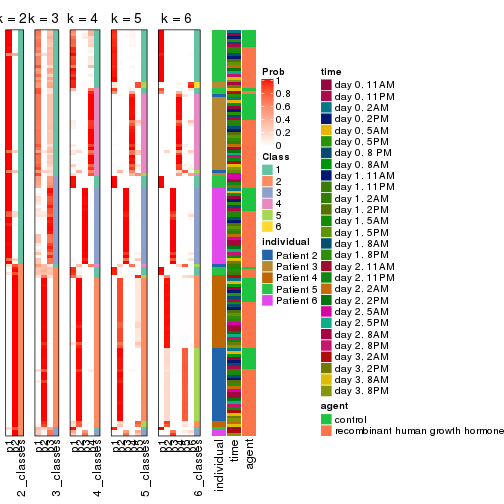 k = 2
k = 3
k = 4
k = 5
k = 6
Prob
1
0.8
0.6
0.4
0.2
0
Class
1
2
3
4
5
6
individual
Patient 2
Patient 3
Patient 4
Patient 5
Patient 6
time
day 0. 11AM
day 0. 11PM
day 0. 2AM
day 0. 2PM
day 0. 5AM
day 0. 5PM
day 0. 8 PM
day 0. 8AM
day 1. 11AM
day 1. 11PM
day 1. 2AM
day 1. 2PM
day 1. 5AM
day 1. 5PM
day 1. 8AM
day 1. 8PM
day 2. 11AM
day 2. 11PM
day 2. 2AM
day 2. 2PM
day 2. 5AM
day 2. 5PM
day 2. 8AM
day 2. 8PM
day 3. 2AM
day 3. 2PM
day 3. 8AM
day 3. 8PM
agent
control
recombinant human growth hormone
2_classes
3_classes
4_classes
5_classes
6_classes
individual
time
agent